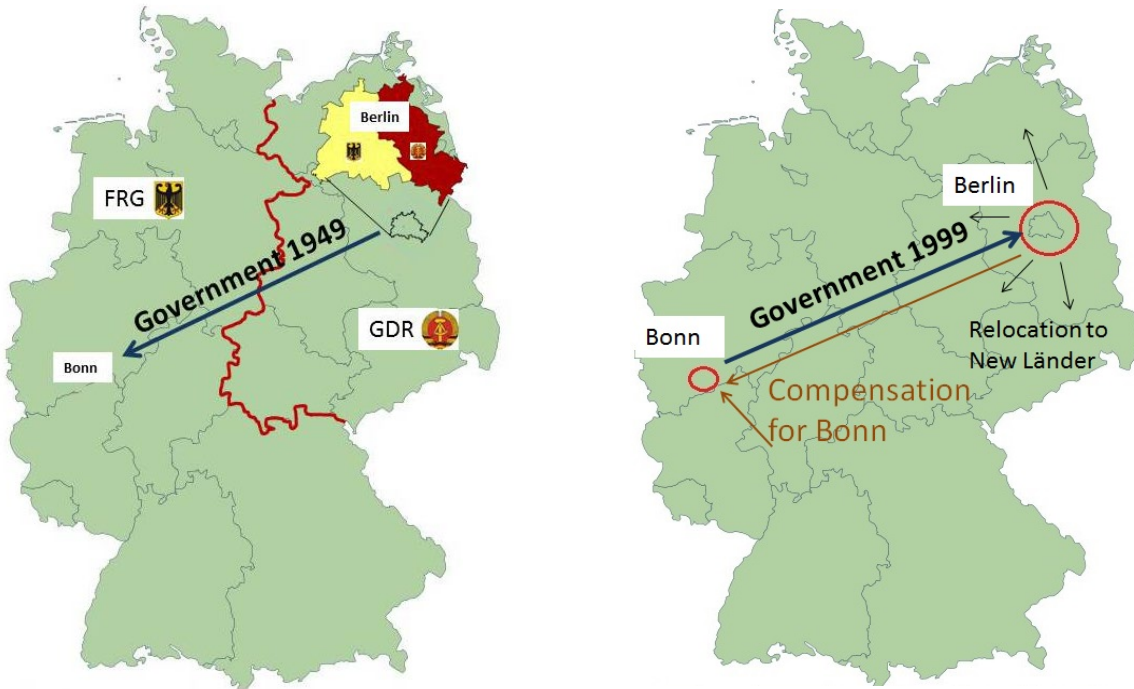 Berlin
FRG
Government 1949
GDR
Bonn
Berlin
Government 1999
Bonn
Relocation to
New Länder
Compensation
for Bonn